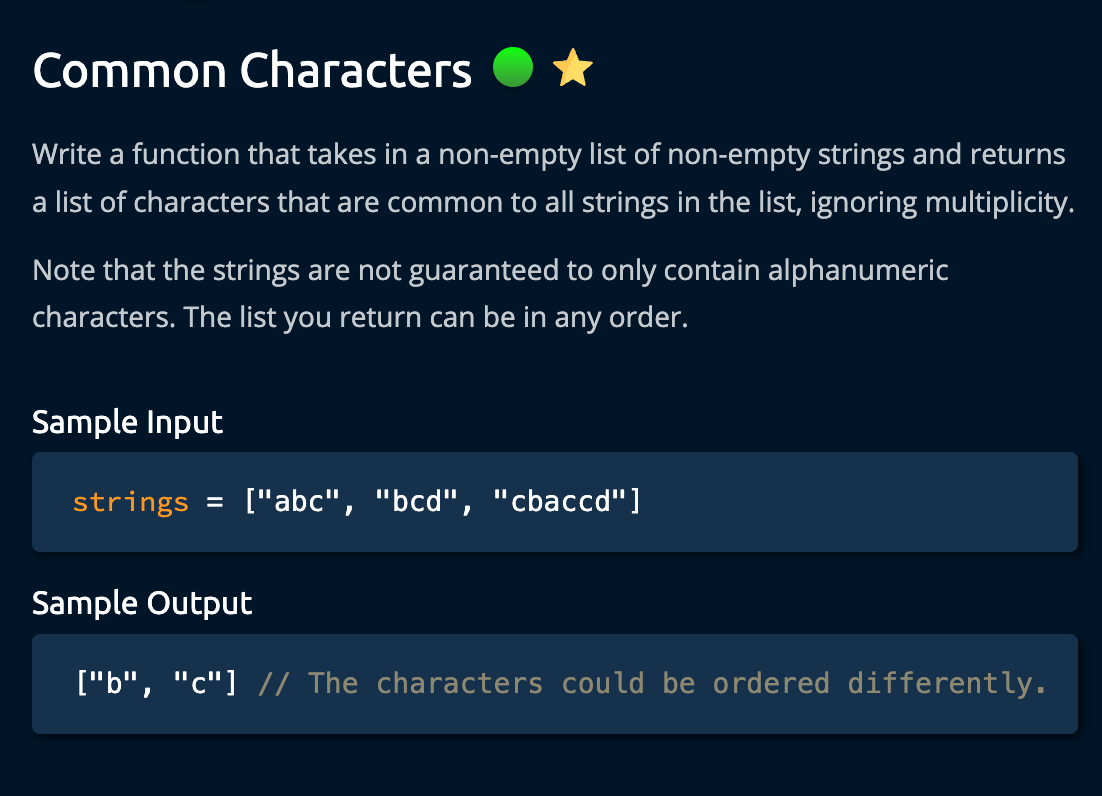 Common Characters
Write a function that takes in a non-empty list of non-empty strings and returns
a list of characters that are common to all strings in the list, ignoring multiplicity.
Note that the strings are not guaranteed to only contain alphanumeric
characters. The list you return can be in any order.
Sample Input
strings = ["abc", "bcd", "cbaccd"]
Sample Output
["b", "c"] // The characters could be ordered differently.